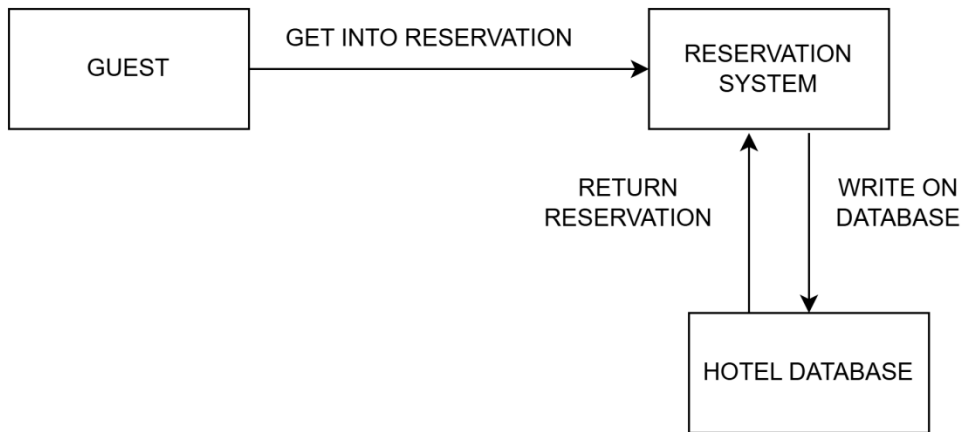 GUEST
GET INTO RESERVATION
RESERVATION
SYSTEM
RETURN
RESERVATION
WRITE ON
DATABASE
HOTEL DATABASE